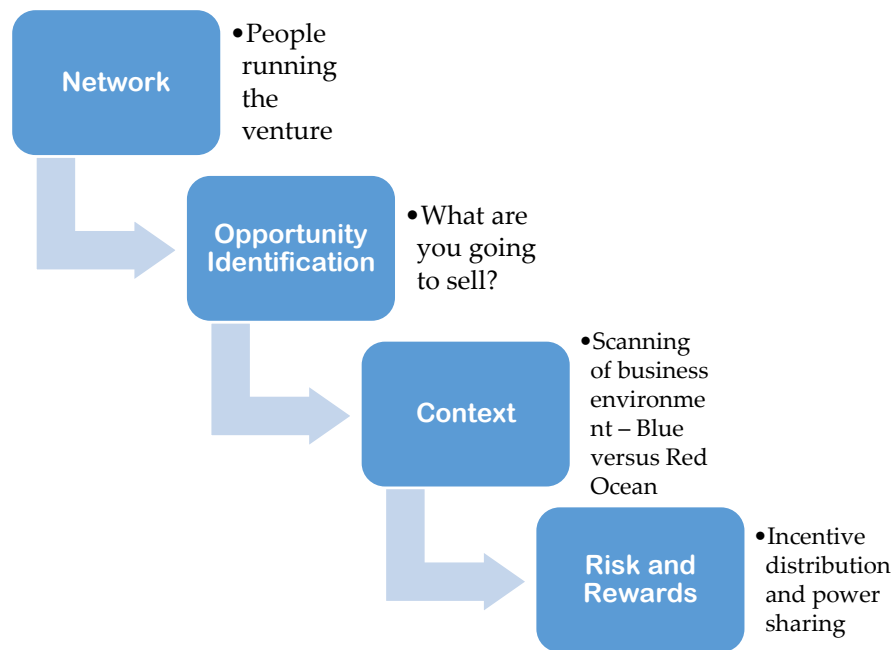 Network
•People
running
the
venture
Opportunity
Identification
•What are
you going
to sell?
Context
•Scanning
of business
environme
nt – Blue
versus Red
Ocean
Risk and
Rewards
•Incentive
distribution
and power
sharing